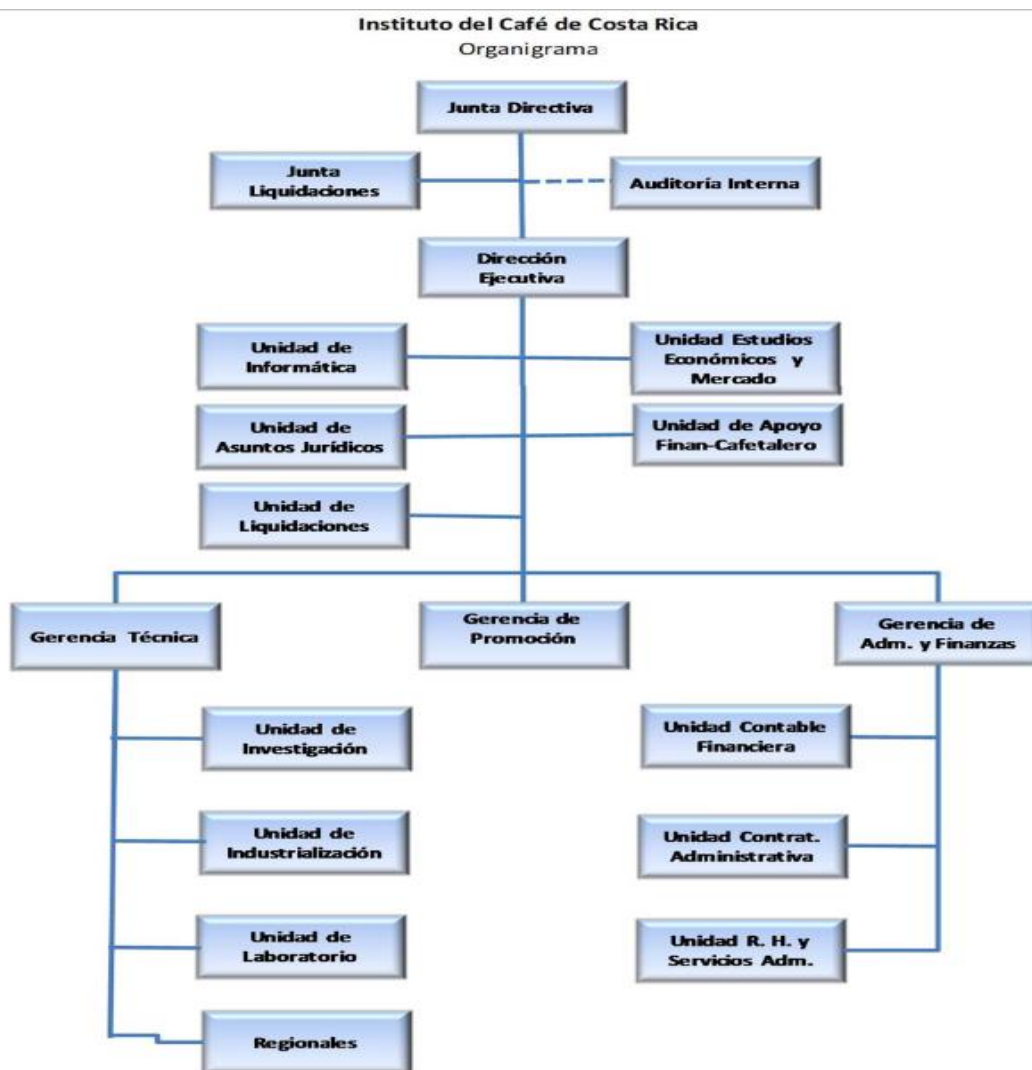 Instituto del Café de Costa Rica
Organigrama
Junta Directiva
Junta
Liquidaciones
Auditoría Interna
Dirección
Ejecutiva
Unidad de
Informática
Unidad Estudios
Económicos y
Mercado
Unidad de
Asuntos Jurídicos
Unidad de Apoyo
Finan-Cafetalero
Unidad de
Liquidaciones
Gerencia Técnica
Gerencia de
Promoción
Gerencia de
Adm. y Finanzas
Unidad de
Investigación
Unidad Contable
Financiera
Unidad de
Industrialización
Unidad Contrat.
Administrativa
Unidad de
Laboratorio
Unidad R. H. y
Servicios Adm.
Regionales